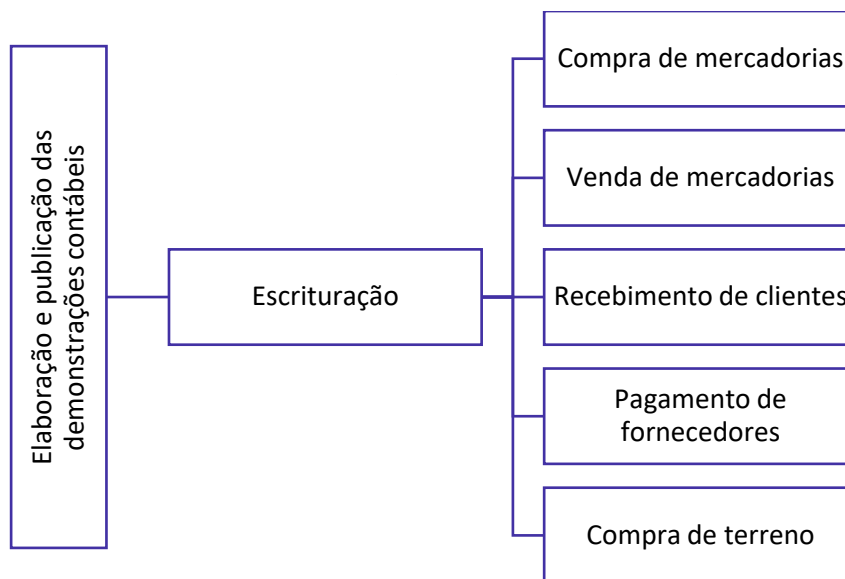 Elaboração e publicação das
demonstrações contábeis
Escrituração
Compra de mercadorias
Venda de mercadorias
Recebimento de clientes
Pagamento de
fornecedores
Compra de terreno